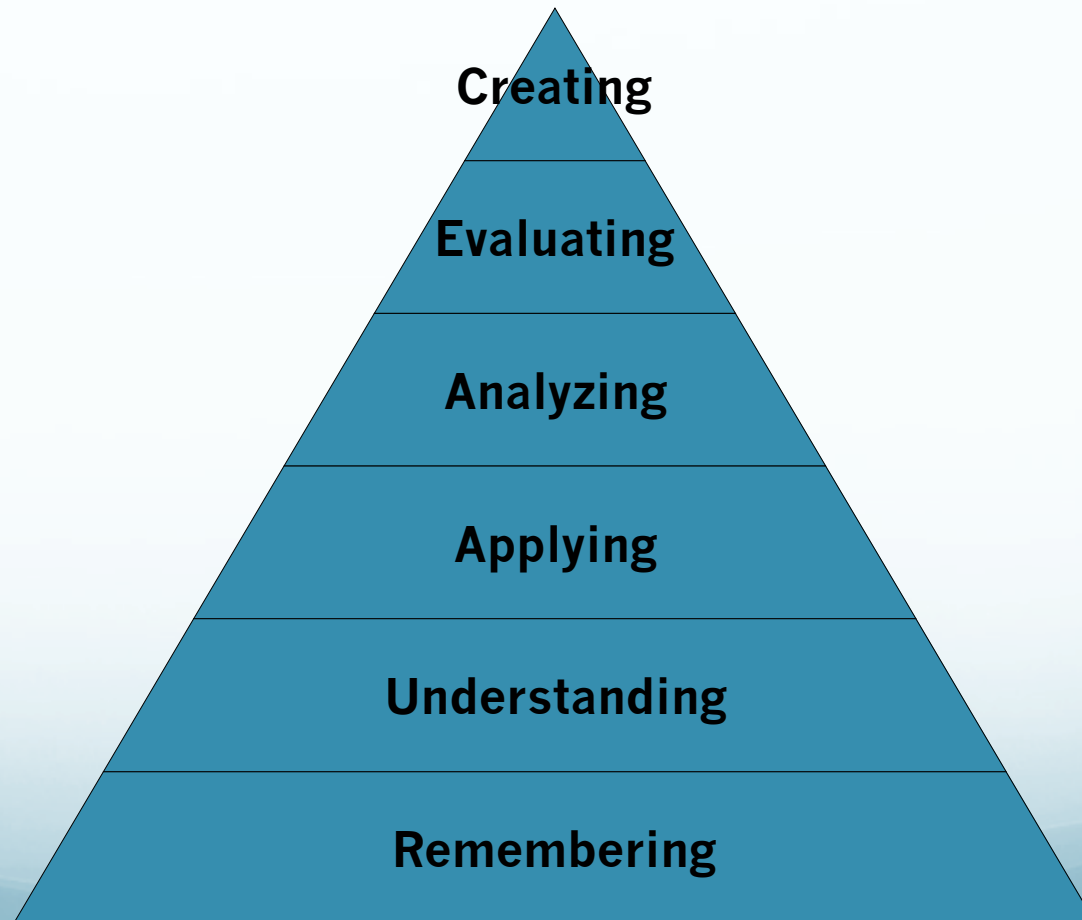 Creating
Evaluating
Analyzing
Applying
Understanding
Remembering